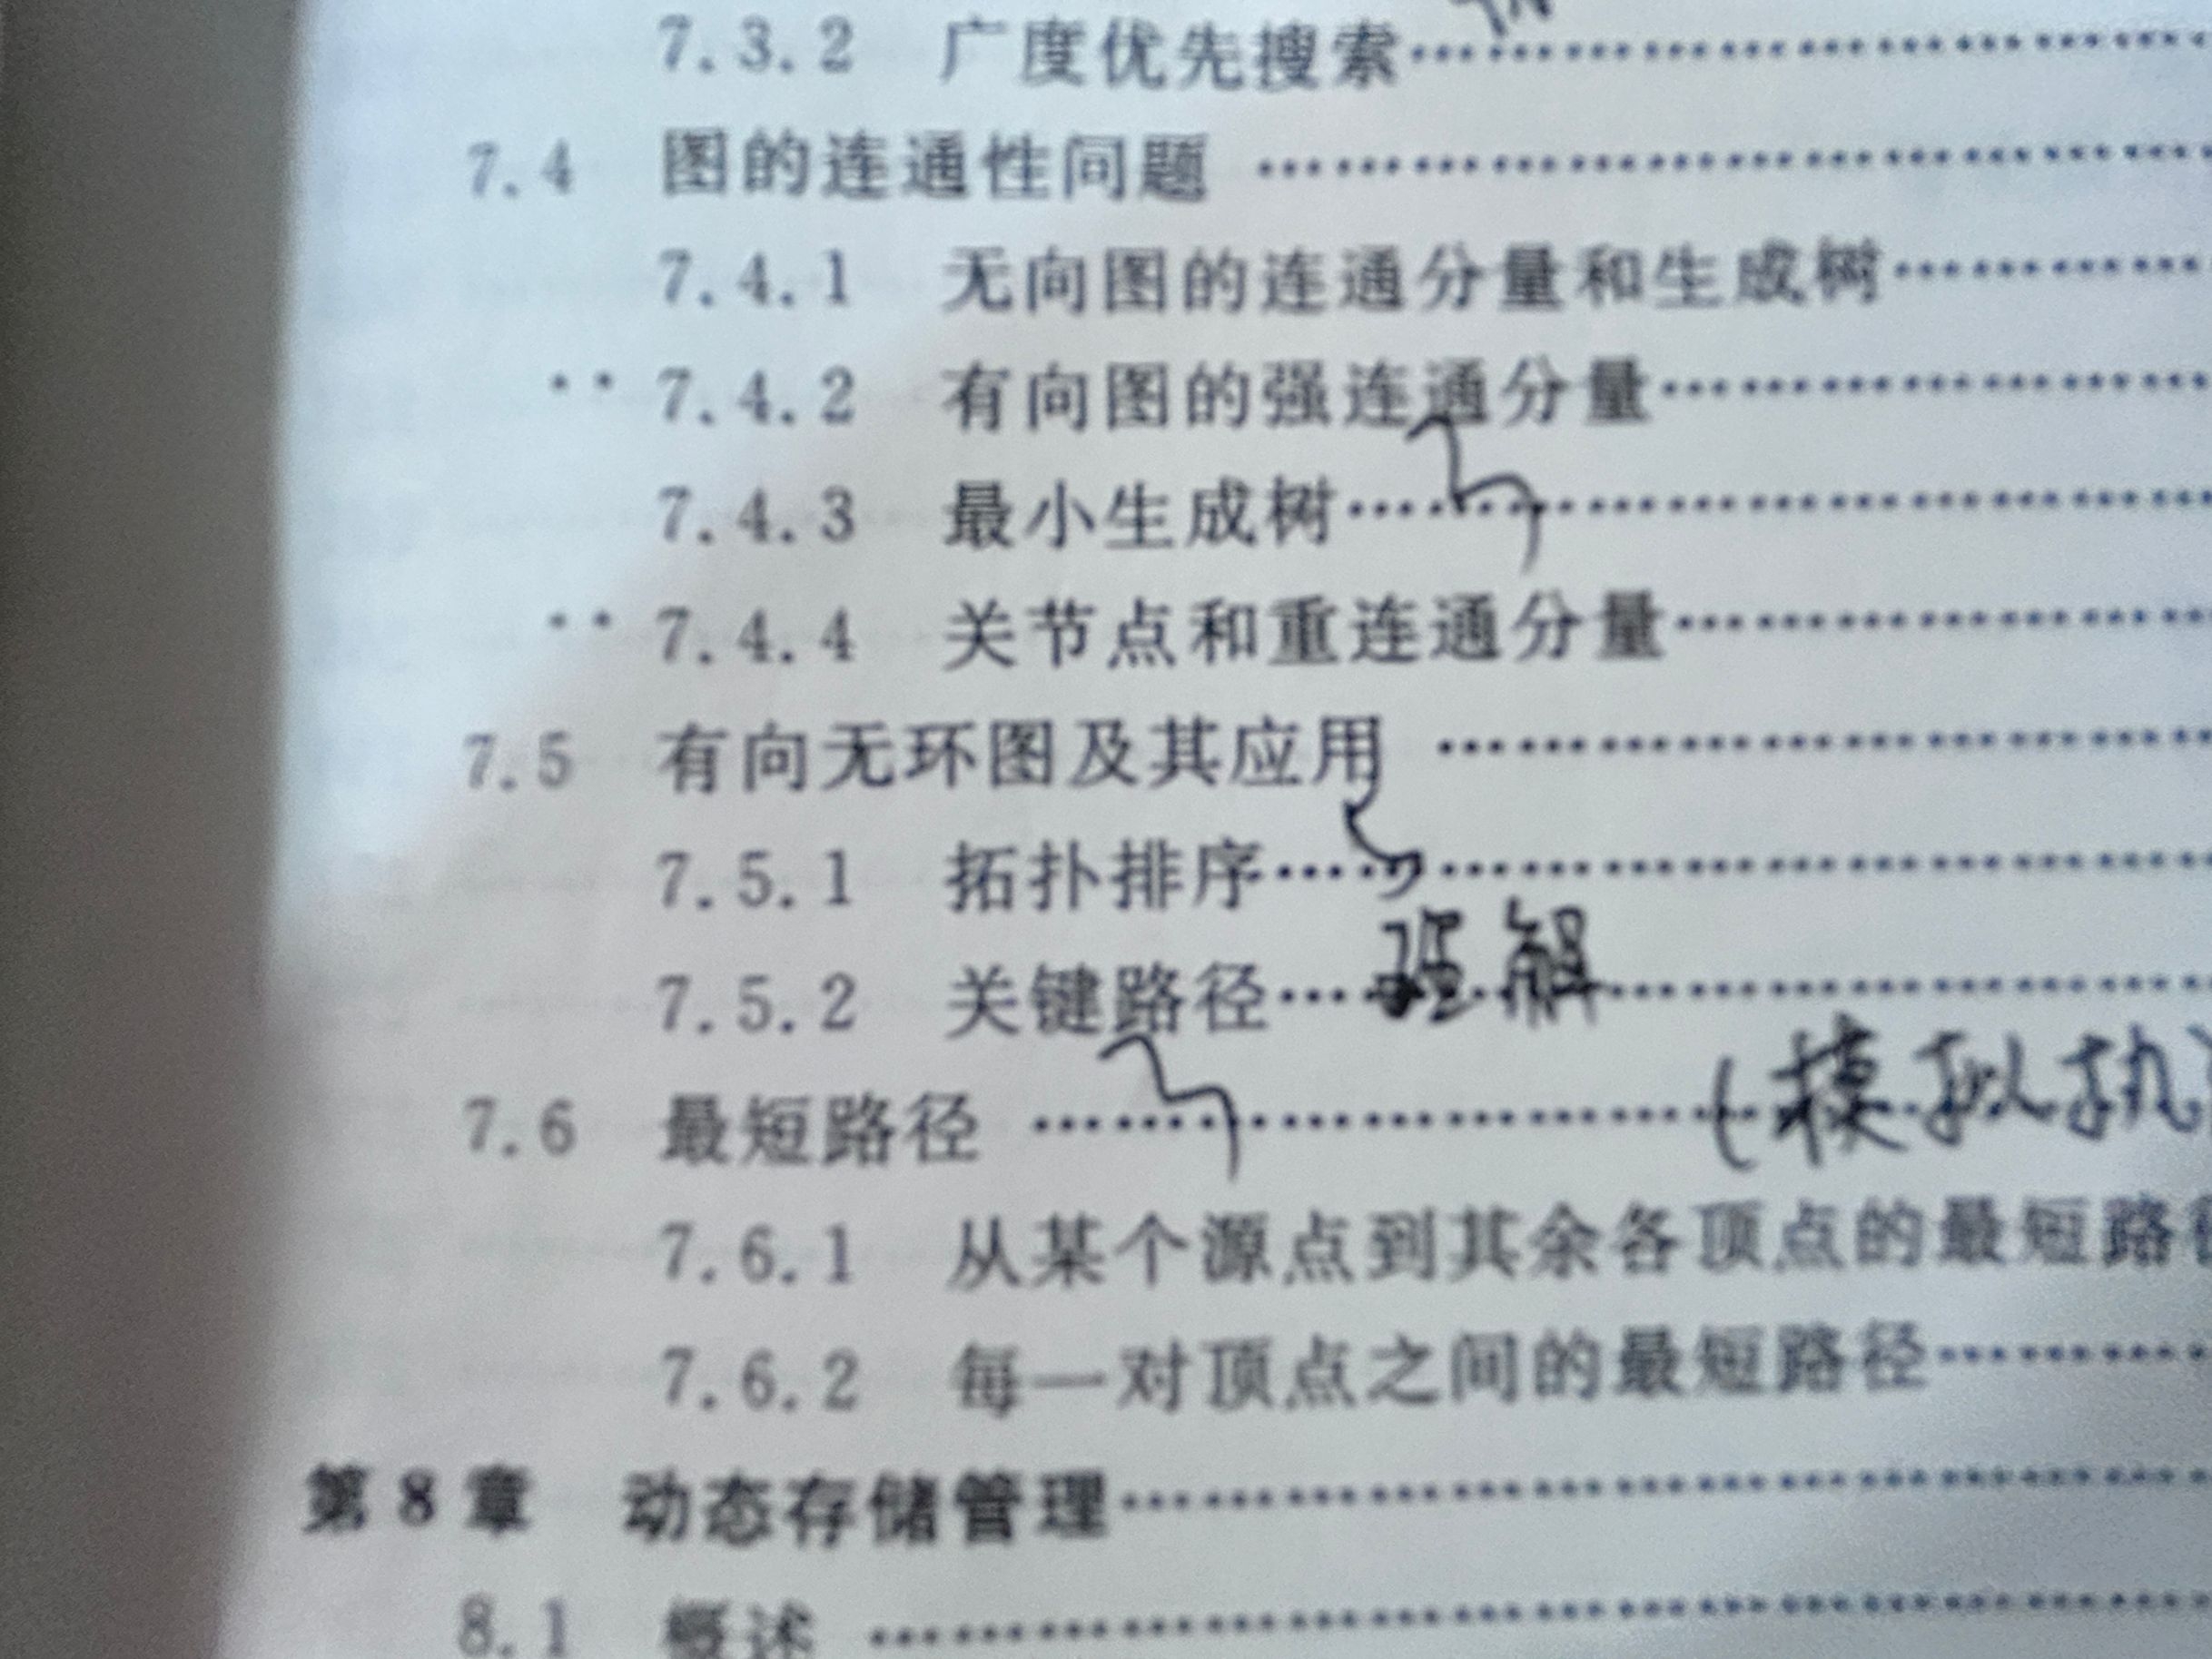 7.3.2 广度优先搜索……………………
7.4 图的连通性问题 ……………………
7.4.1 无向图的连通分量和生成树…………
··7.4.2 有向图的强连通分量……………
7.4.3 最小生成树……………………
··7.4.4 关节点和重连通分量……………
7.5 有向无环图及其应用 ………………
7.5.1 拓扑排序……………………
理解
7.5.2 关键路径……………………
(模拟执
7.6 最短路径 ……………………
7.6.1 从某个源点到其余各顶点的最短路
7.6.2 每一对顶点之间的最短路径…………
第8章 动态存储管理……………………
8.1 概述 ……………………